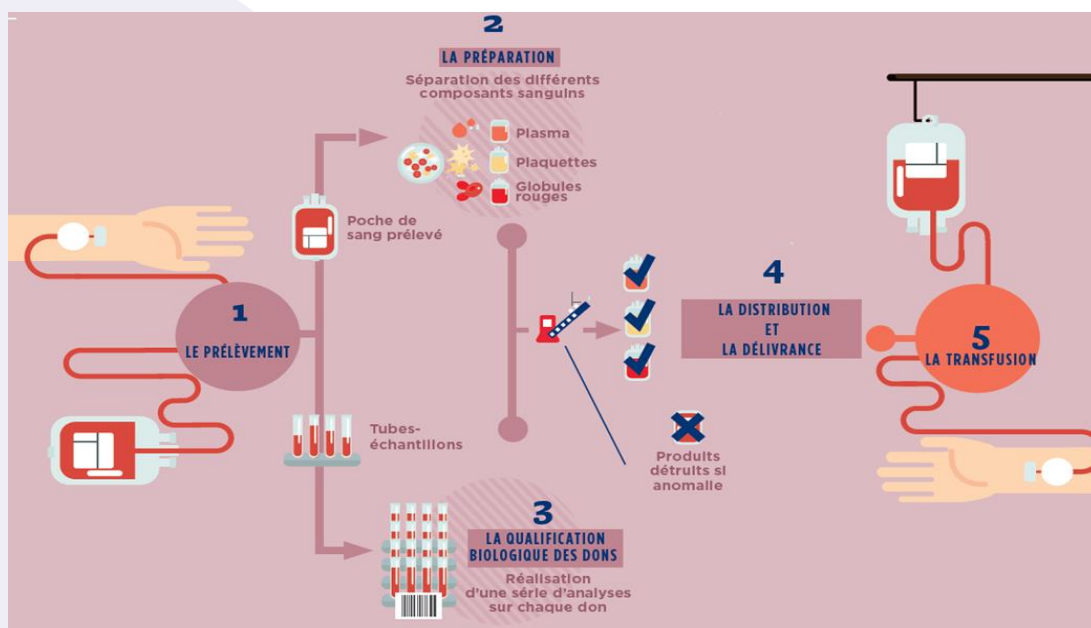 2
LA PRÉPARATION
Séparation des différents
composants sanguins
Plasma
Plaquettes
Globules
rouges
Poche de
sang prélevé
1
LE PRÉLÈVEMENT
4
LA DISTRIBUTION
ET
LA DÉLIVRANCE
5
LA TRANSFUSION
Tubes-
échantillons
Produits
détruits si
anomalie
3
LA QUALIFICATION
BIOLOGIQUE DES DONS
Réalisation
d'une série d'analyses
sur chaque don